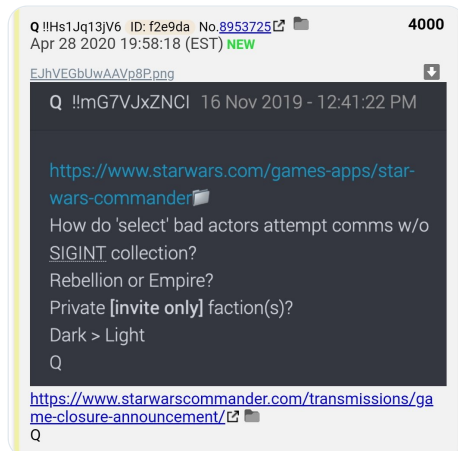 Q !!Hs1Jq13jV6 ID: f2e9da No.8953725 4000
Apr 28 2020 19:58:18 (EST) NEW
EJhVEGbUwAAVp8P.png
Q !!mG7VJxZNCI 16 Nov 2019 - 12:41:22 PM
https://www.starwars.com/games-apps/star-
wars-commander
How do 'select' bad actors attempt comms w/o
SIGINT collection?
Rebellion or Empire?
Private [invite only] faction(s)?
Dark > Light
Q
https://www.starwarscommander.com/transmissions/ga
me-closure-announcement/
Q